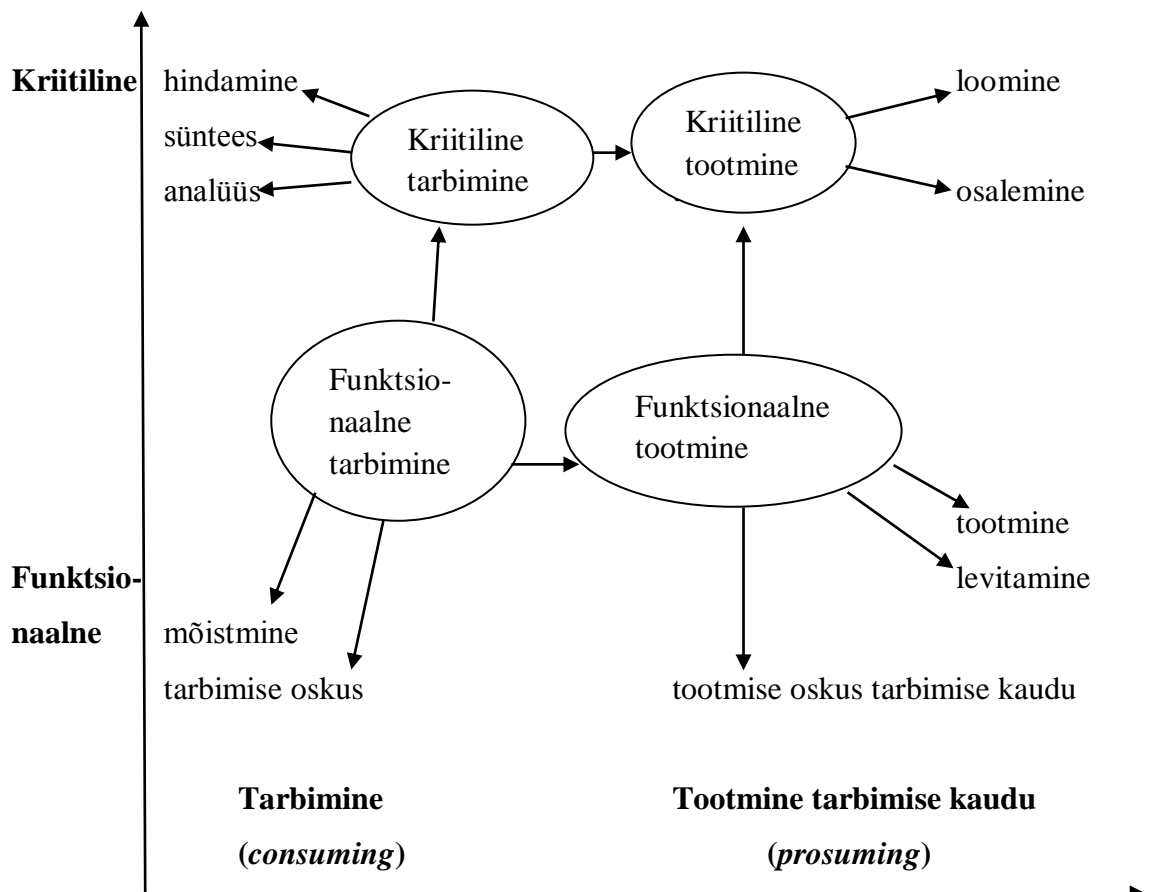 Kriitiline
hindamine
süntees
analüüs
Kriitiline
tarbimine
Kriitiline
tootmine
loomine
osalemine
Funktsio-
naalne
tarbimine
Funktsionaalne
tootmine
tootmine
levitamine
Funktsio-
naalne
mõistmine
tarbimise oskus
tootmise oskus tarbimise kaudu
Tarbimine
(consuming)
Tootmine tarbimise kaudu
(prosuming)